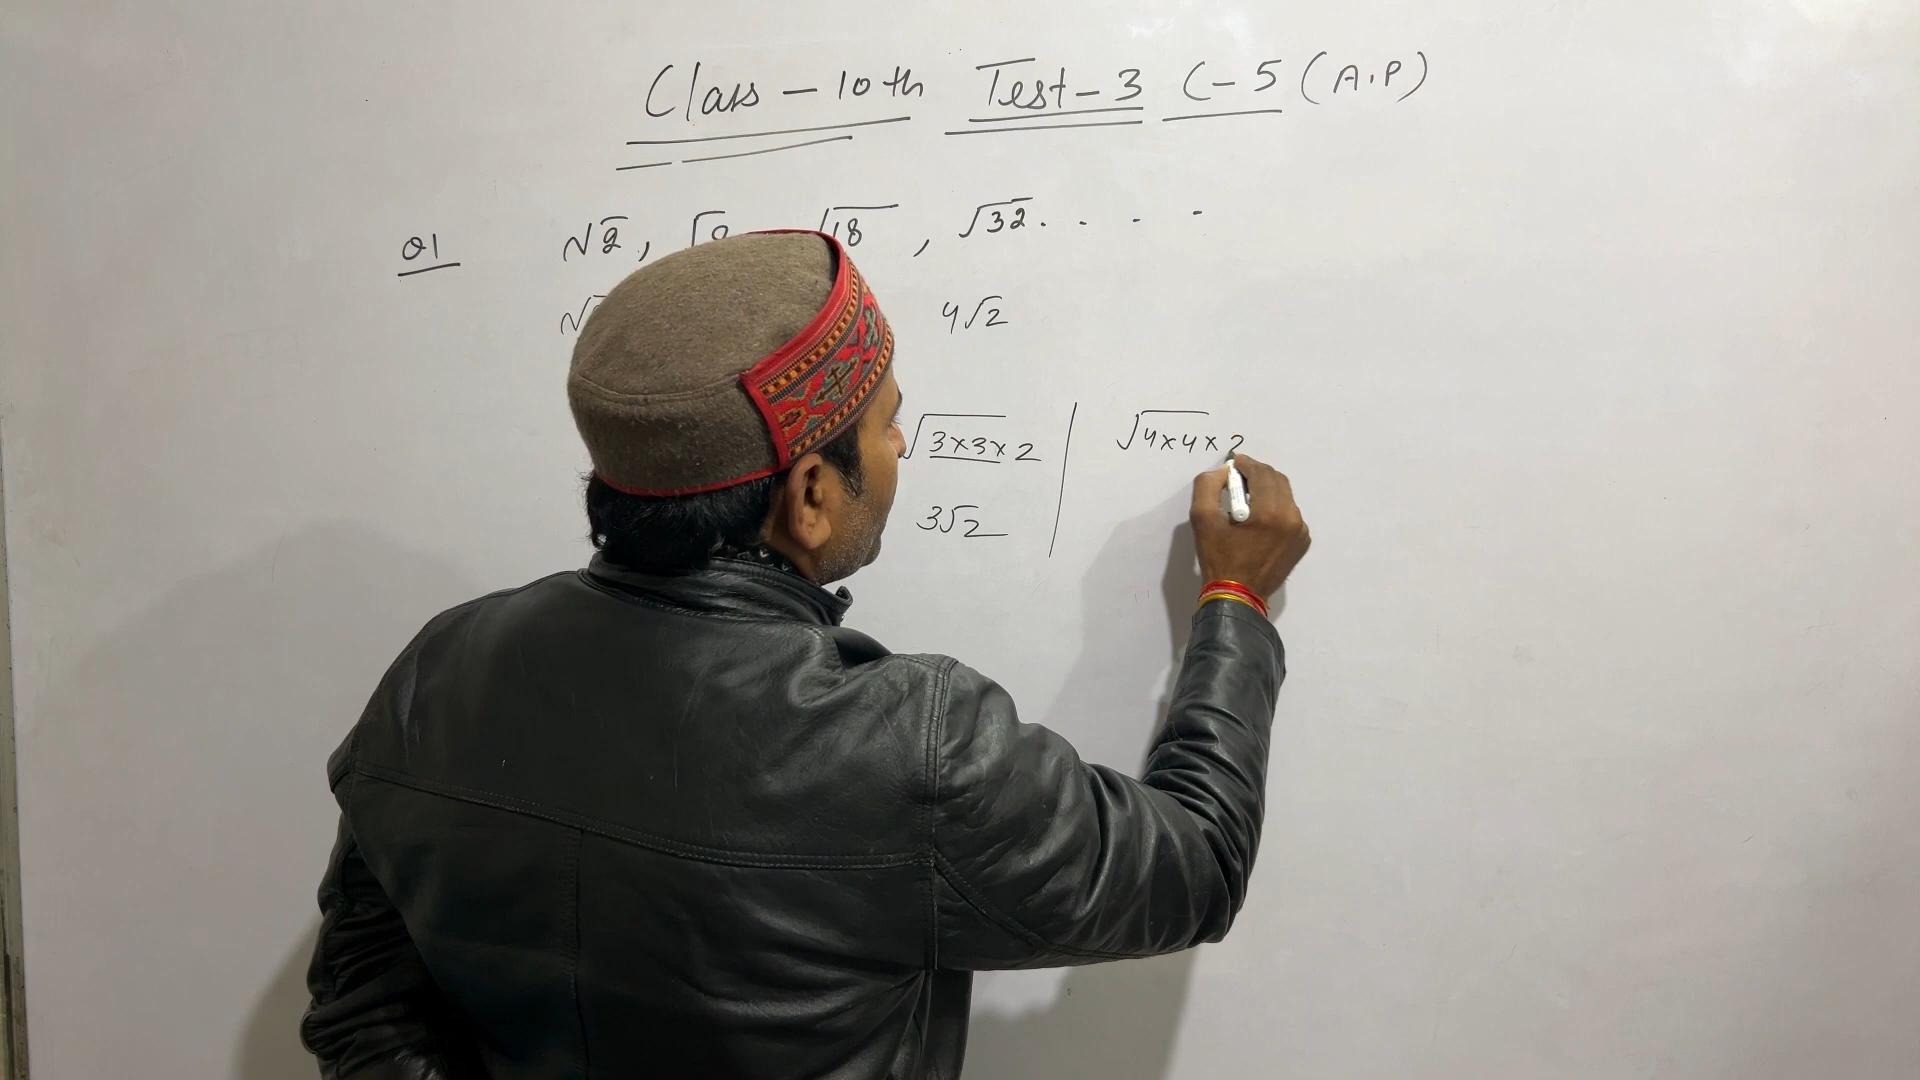 Class – 10th Test – 3 C – 5 (A.P)
Q1 √2, √18, √32. . . .
4√2
√3×3×2 √4×4×2
3√2